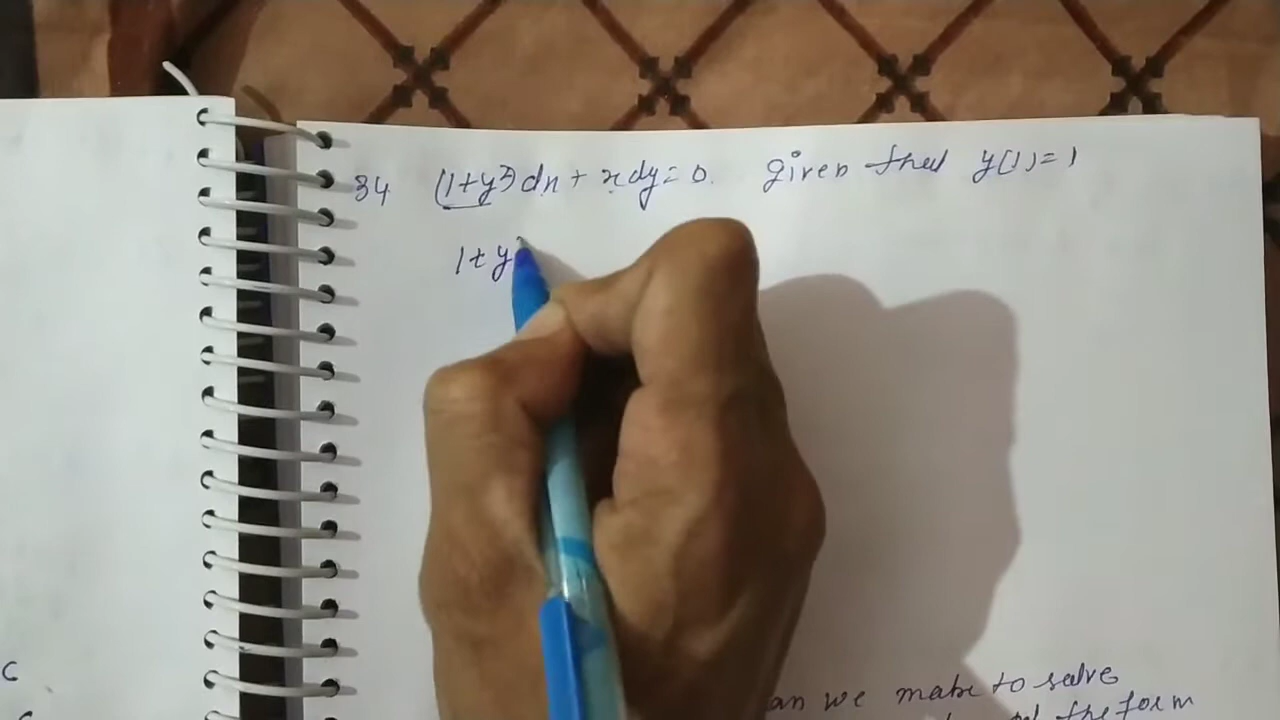 34 (1+y²)dx + x dy = 0. given that y(1) = 1
1+y
c
an we make to solve
the form